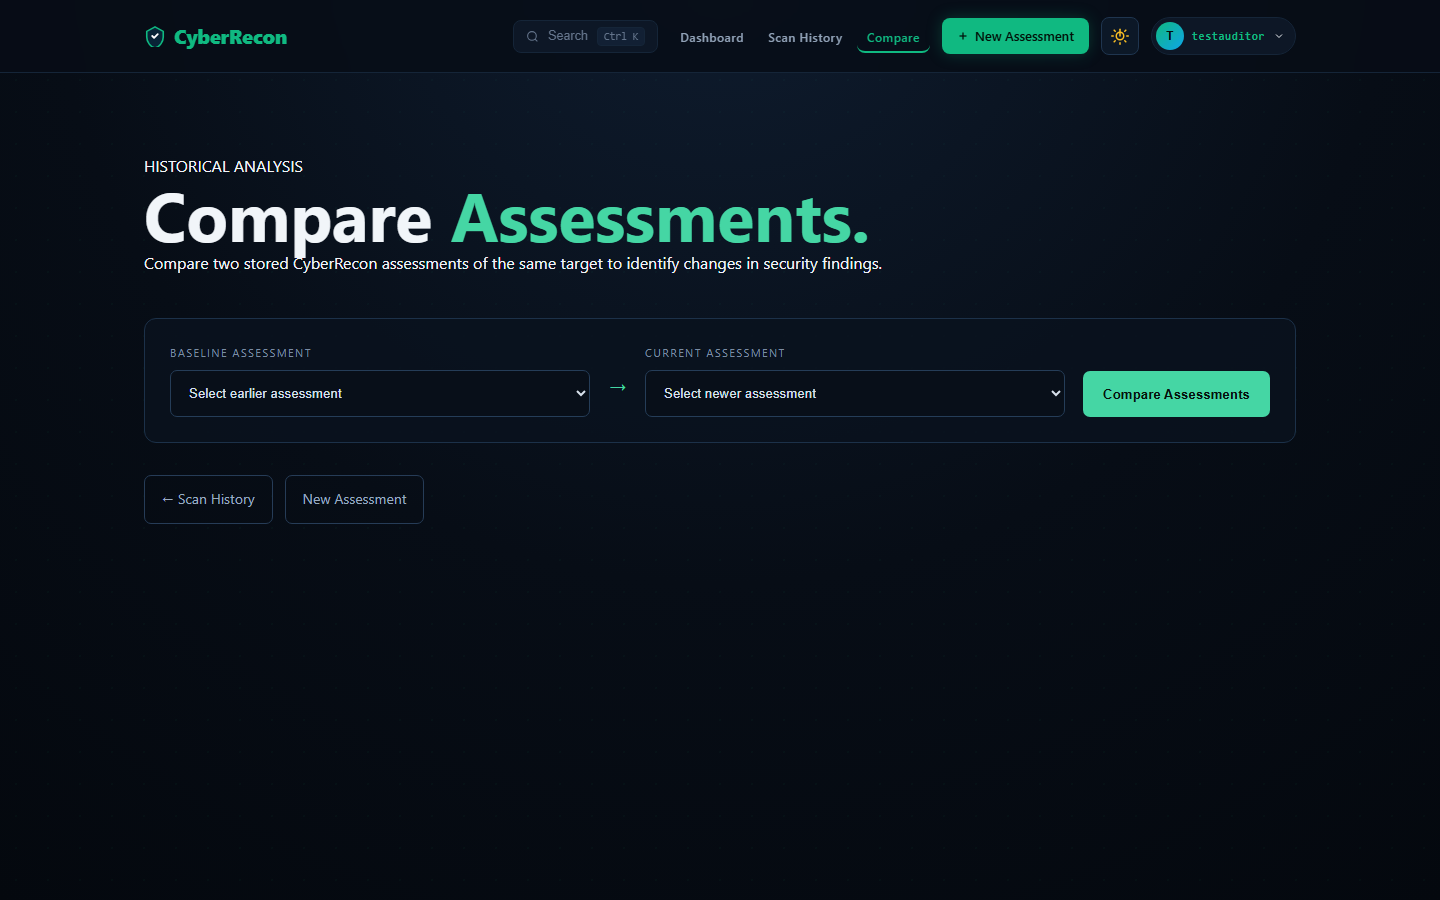 CyberRecon
Search Ctrl K
Dashboard
Scan History
Compare
+ New Assessment
T testauditor
HISTORICAL ANALYSIS
Compare Assessments.
Compare two stored CyberRecon assessments of the same target to identify changes in security findings.
BASELINE ASSESSMENT
Select earlier assessment
→
CURRENT ASSESSMENT
Select newer assessment
Compare Assessments
← Scan History
New Assessment